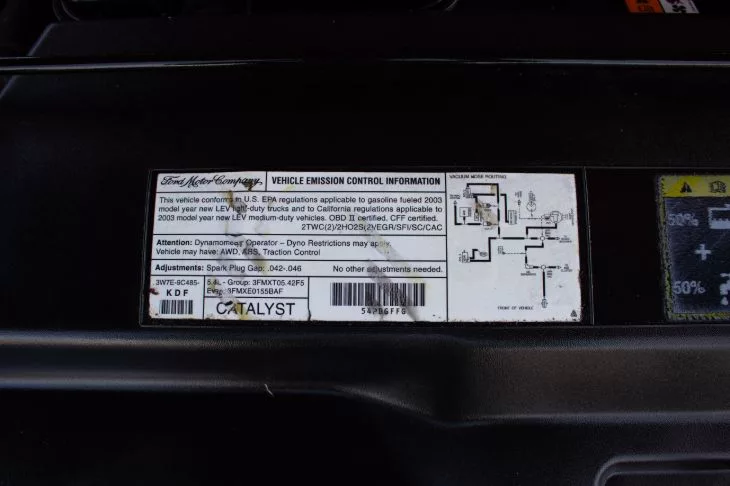 Ford Motor Company
VEHICLE EMISSION CONTROL INFORMATION
This vehicle conforms to U.S. EPA regulations applicable to gasoline fueled 2003
model year new LEV light-duty trucks and to California regulations applicable to
2003 model year new LEV medium-duty vehicles. OBD II certified. CFF certified.
2TWC(2)/2HO2S(2)/EGR/SFI/SC/CAC
Attention: Dynamometer Operator - Dyno Restrictions may apply.
Vehicle may have: AWD, ABS, Traction Control
Adjustments: Spark Plug Gap: .042-.046 No other adjustments needed.
3W7E-9C485-
KDF
5.4L - Group: 3FMXT05.42F5
Evap: 3FMXE0155BAF
CATALYST
VACUUM HOSE ROUTING
FRONT OF VEHICLE
50%
+
50%